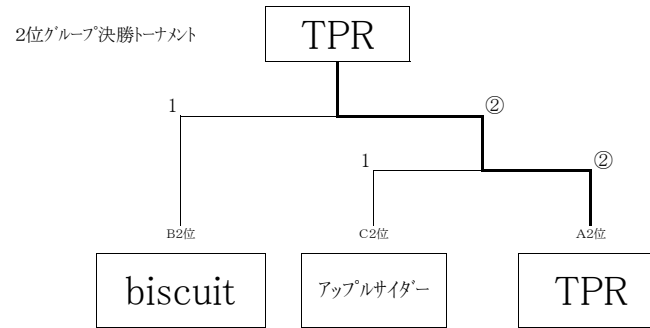 2位グループ決勝トーナメント
TPR
1
②
1
②
B2位
C2位
A2位
biscuit
アップルサイダー
TPR